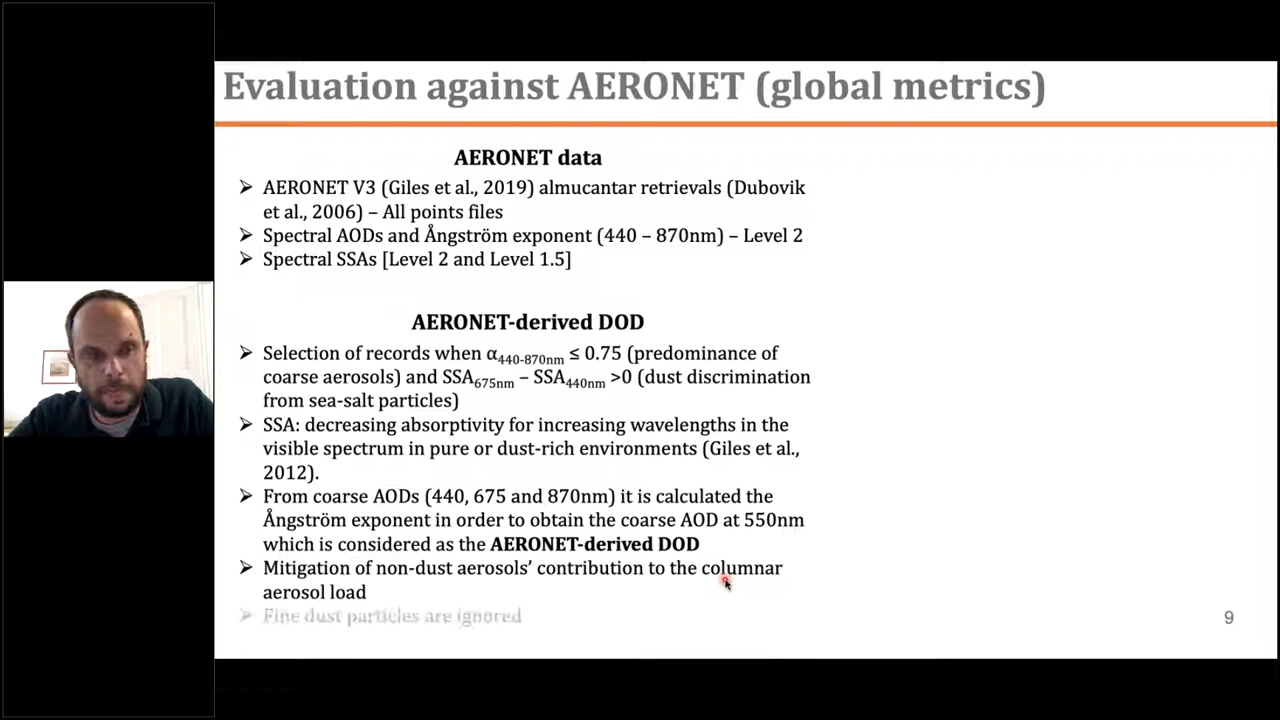 Evaluation against AERONET (global metrics)
AERONET data
➢ AERONET V3 (Giles et al., 2019) almucantar retrievals (Dubovik
et al., 2006) – All points files
➢ Spectral AODs and Ångström exponent (440 – 870nm) – Level 2
➢ Spectral SSAs [Level 2 and Level 1.5]
AERONET-derived DOD
➢ Selection of records when α440-870nm ≤ 0.75 (predominance of
coarse aerosols) and SSA675nm – SSA440nm >0 (dust discrimination
from sea-salt particles)
➢ SSA: decreasing absorptivity for increasing wavelengths in the
visible spectrum in pure or dust-rich environments (Giles et al.,
2012).
➢ From coarse AODs (440, 675 and 870nm) it is calculated the
Ångström exponent in order to obtain the coarse AOD at 550nm
which is considered as the AERONET-derived DOD
➢ Mitigation of non-dust aerosols’ contribution to the columnar
aerosol load
➢ Fine dust particles are ignored
9